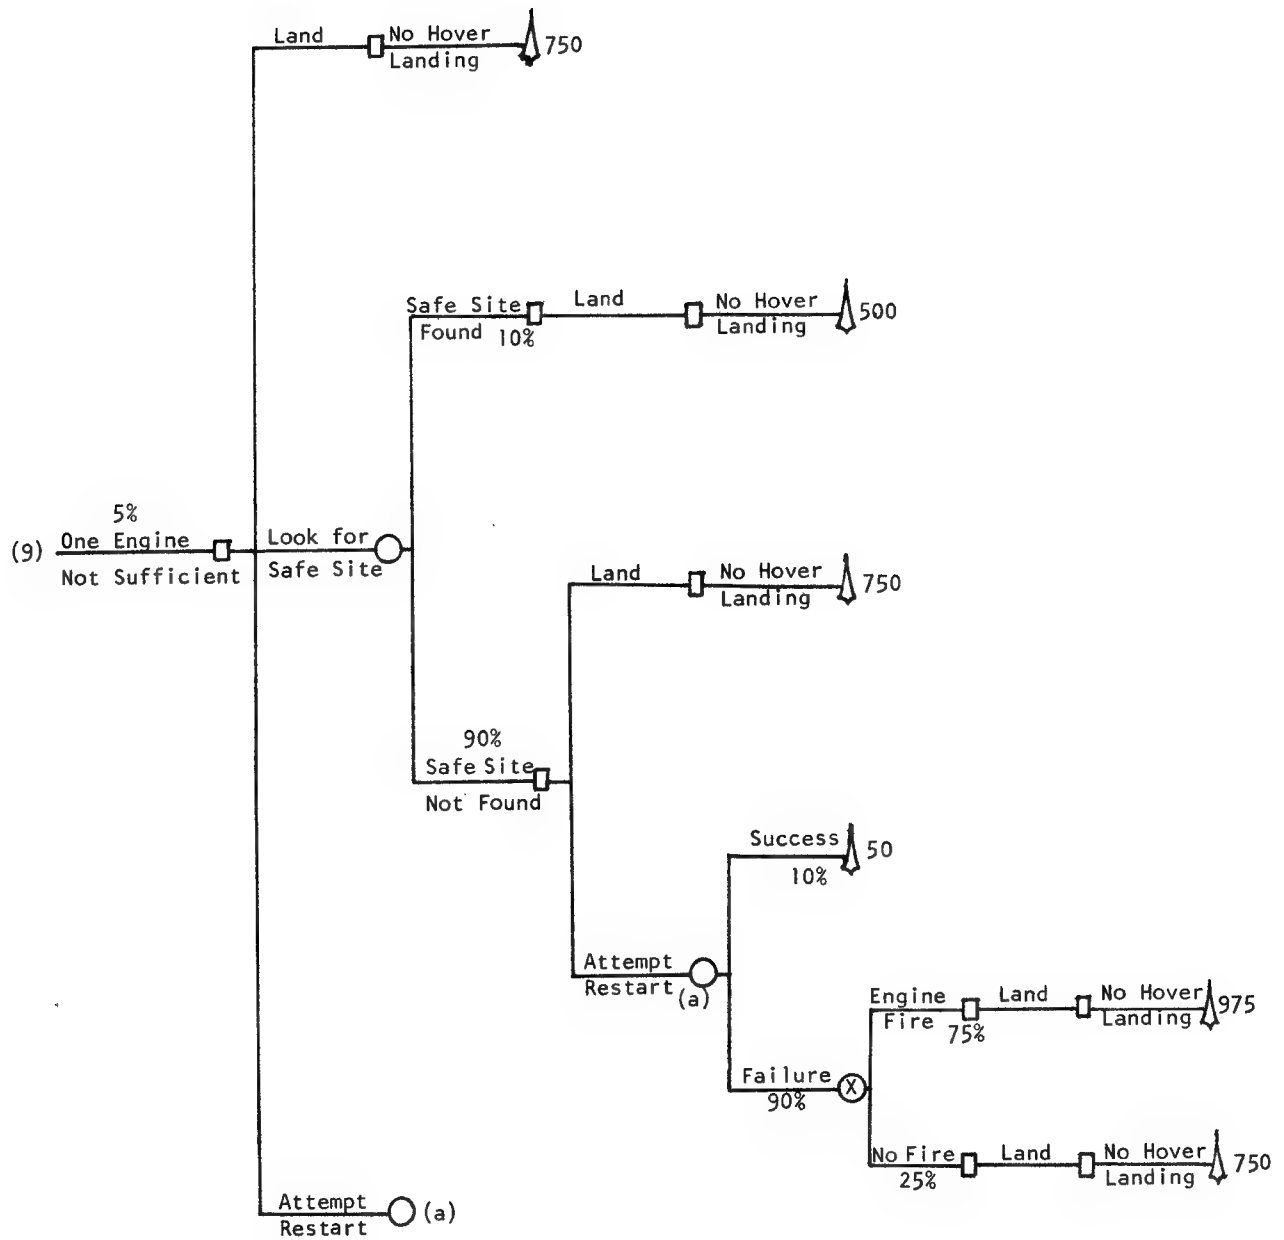 Land
No Hover
Landing
750
Safe Site
Found 10%
Land
No Hover
Landing
500
5%
(9) One Engine
Not Sufficient
Look for
Safe Site
Land
No Hover
Landing
750
90%
Safe Site
Not Found
Success
10%
50
Attempt
Restart (a)
Engine
Fire 75%
Land
No Hover
Landing
975
Failure
90%
X
No Fire
25%
Land
No Hover
Landing
750
Attempt
Restart
(a)